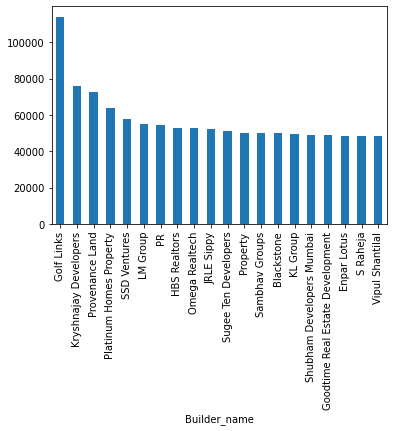 100000
80000
60000
40000
20000
0
Golf Links
Kryshnajay Developers
Provenance Land
Platinum Homes Property
SSD Ventures
LM Group
PR
HBS Realtors
Omega Realtech
JRLE Sippy
Sugee Ten Developers
Property
Sambhav Groups
Blackstone
KL Group
Shubham Developers Mumbai
Goodtime Real Estate Development
Enpar Lotus
S Raheja
Vipul Shantilal
Builder_name